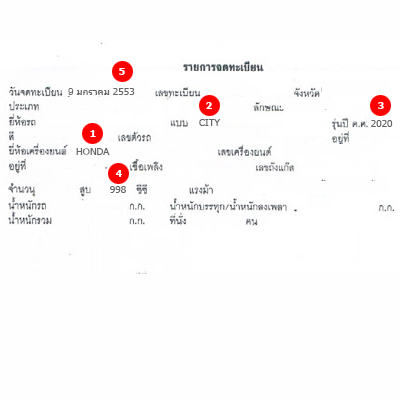 5
รายการจดทะเบียน
วันจดทะเบียน 9 มกราคม 2553 เลขทะเบียน จังหวัด
2 3
ประเภท ลักษณะ
ยี่ห้อรถ แบบ CITY รุ่นปี ค.ศ. 2020
1
สี เลขตัวรถ อยู่ที่
ยี่ห้อเครื่องยนต์ HONDA เลขเครื่องยนต์
4
อยู่ที่ เชื้อเพลิง เลขถังแก๊ส
จำนวน สูบ 998 ซีซี แรงม้า
น้ำหนักรถ ก.ก. น้ำหนักบรรทุก/น้ำหนักลงเพลา ก.ก.
น้ำหนักรวม ก.ก. ที่นั่ง คน